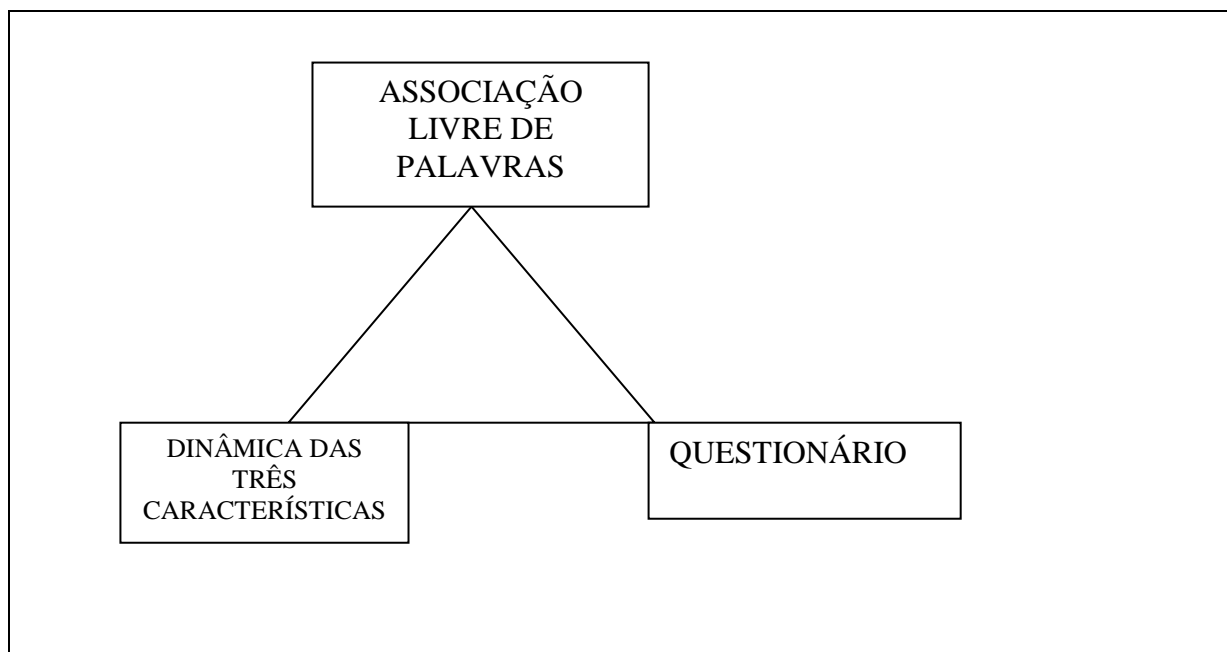 ASSOCIAÇÃO
LIVRE DE
PALAVRAS
DINÂMICA DAS
TRÊS
CARACTERÍSTICAS
QUESTIONÁRIO